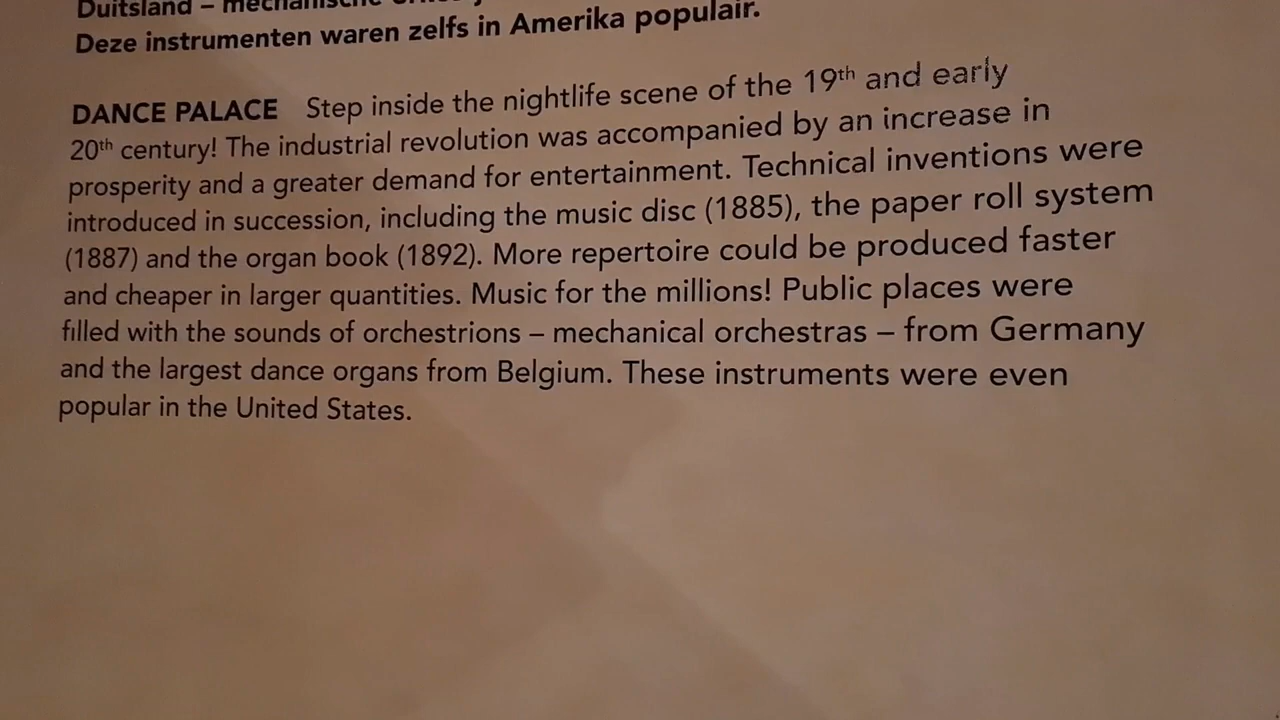 Duitsland – mechanische
Deze instrumenten waren zelfs in Amerika populair.
DANCE PALACE Step inside the nightlife scene of the 19th and early
20th century! The industrial revolution was accompanied by an increase in
prosperity and a greater demand for entertainment. Technical inventions were
introduced in succession, including the music disc (1885), the paper roll system
(1887) and the organ book (1892). More repertoire could be produced faster
and cheaper in larger quantities. Music for the millions! Public places were
filled with the sounds of orchestrions – mechanical orchestras – from Germany
and the largest dance organs from Belgium. These instruments were even
popular in the United States.